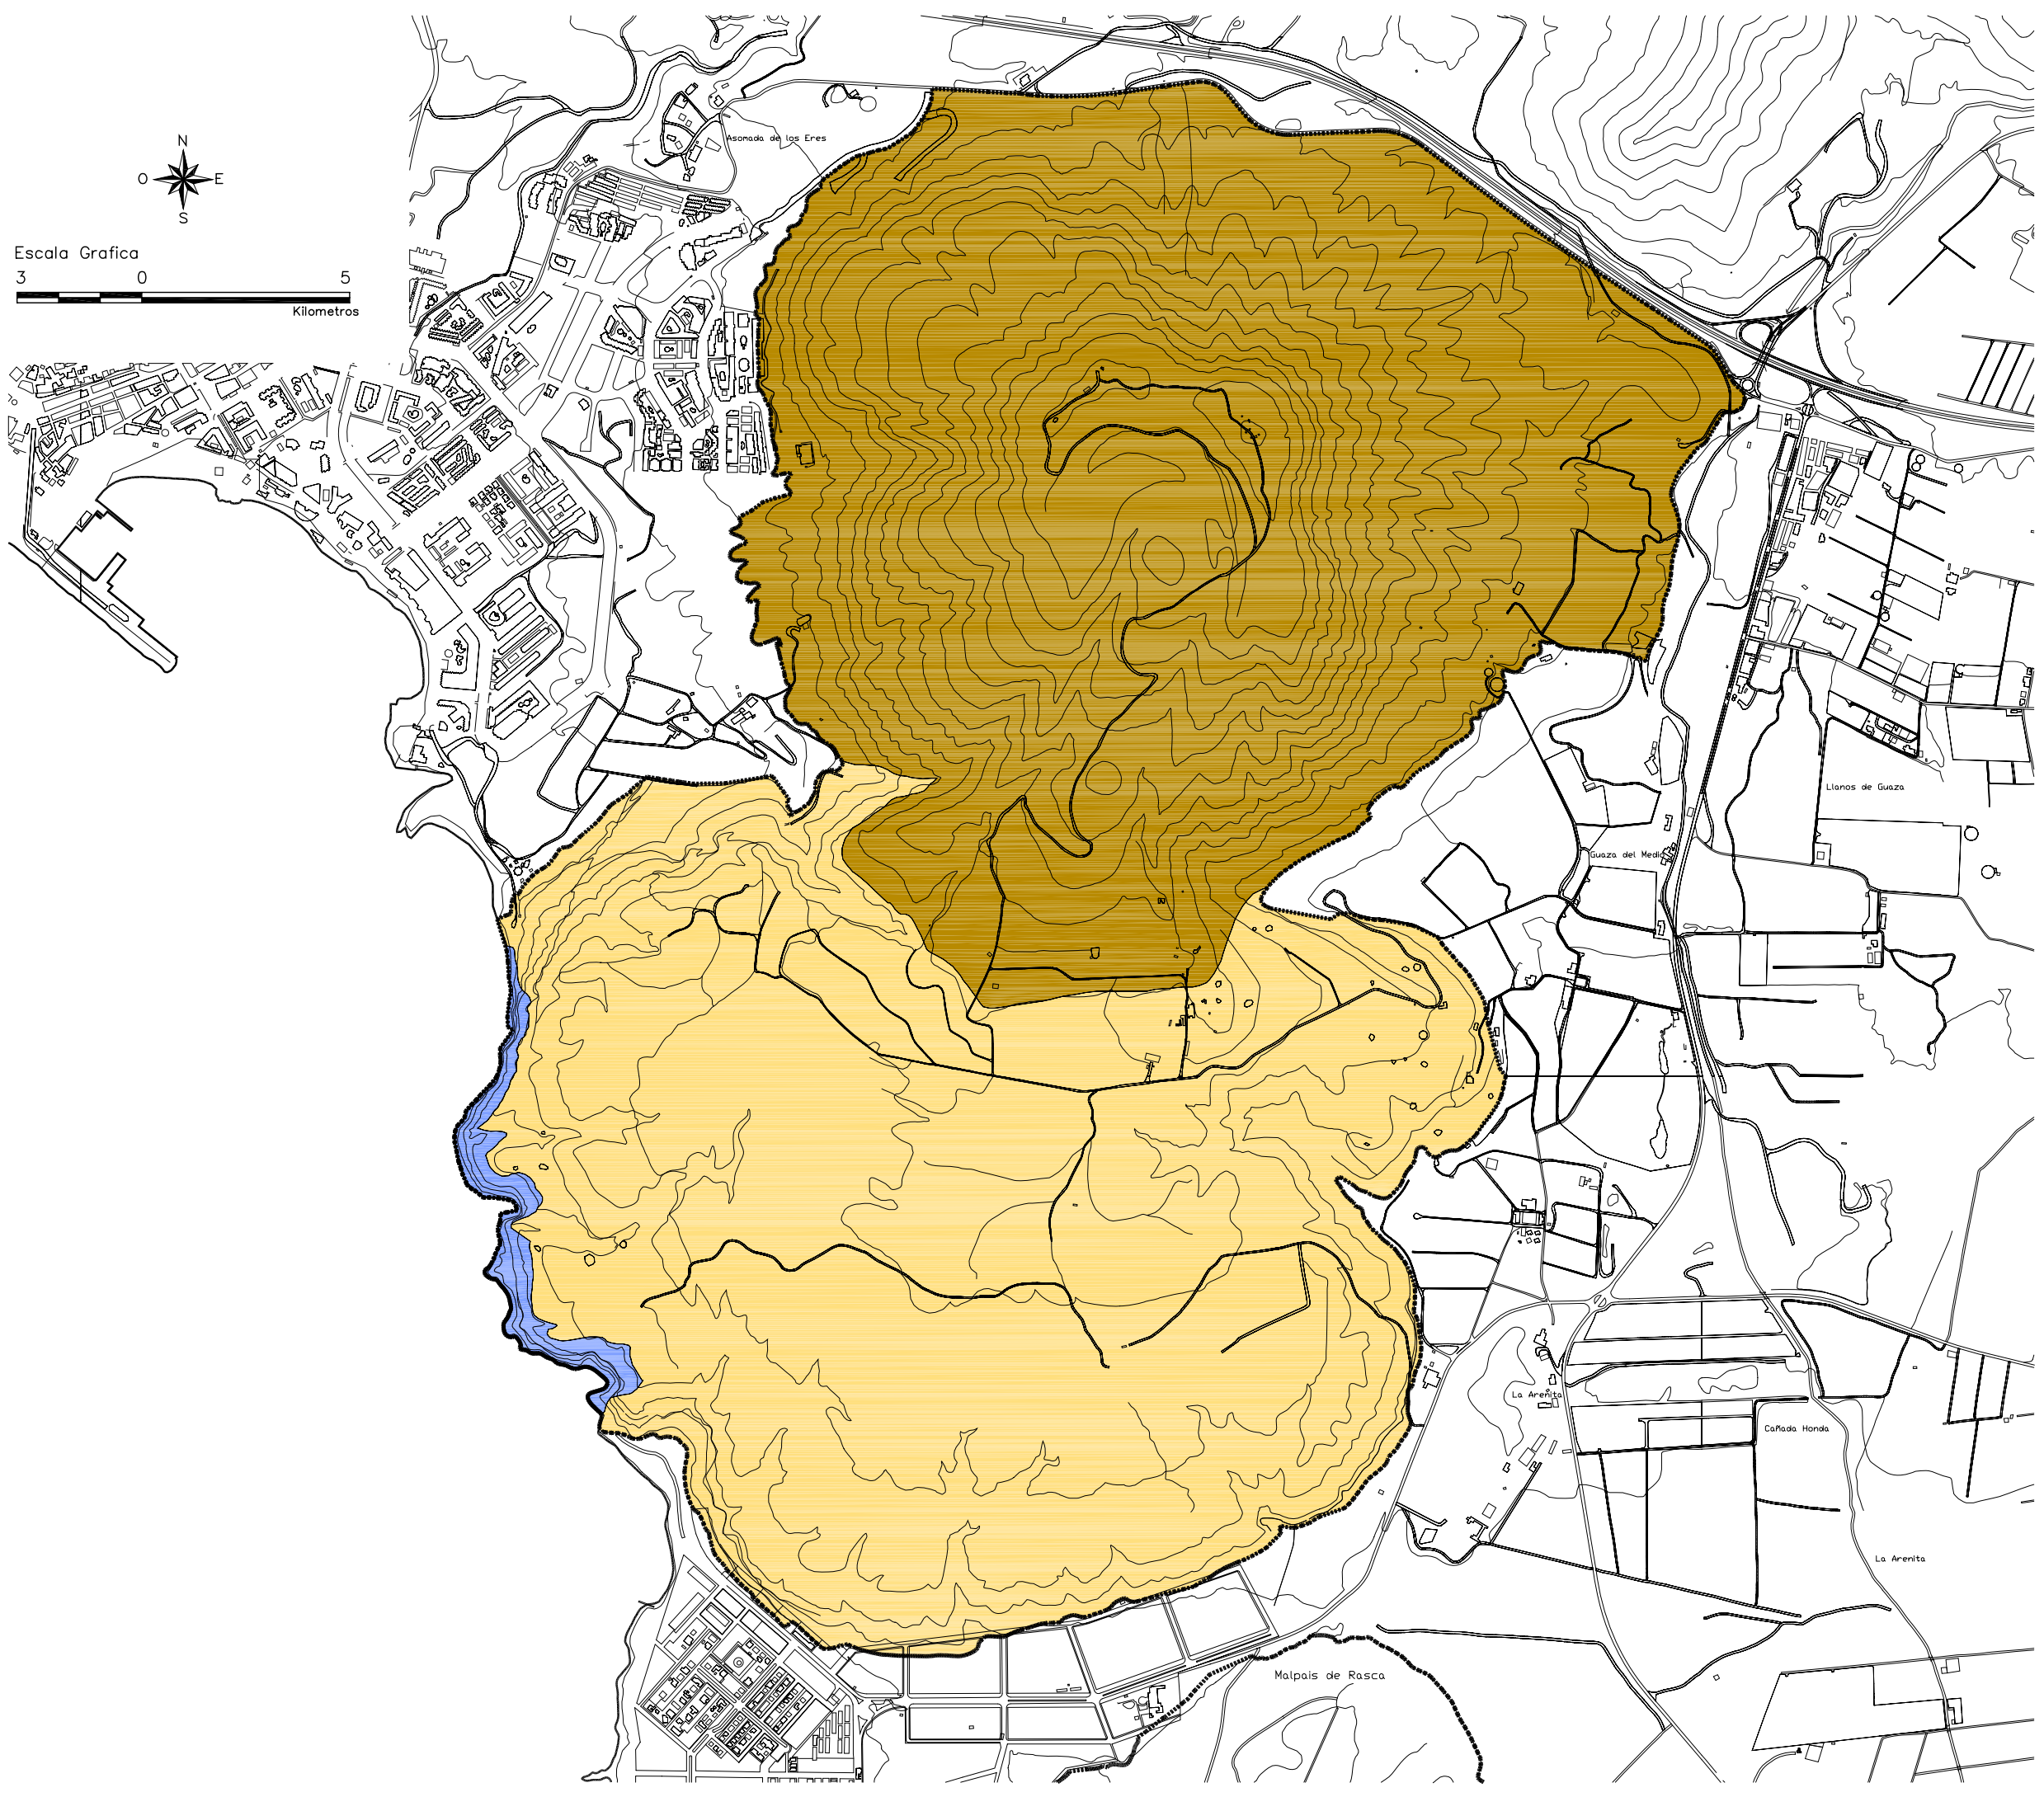 Asomada de los Eres
N
O E
S
Escala Grafica
3 0 5
Kilometros
Llanos de Guaza
Guaza del Medio
La Arenita
Cañada Honda
La Arenita
Malpais de Rasca